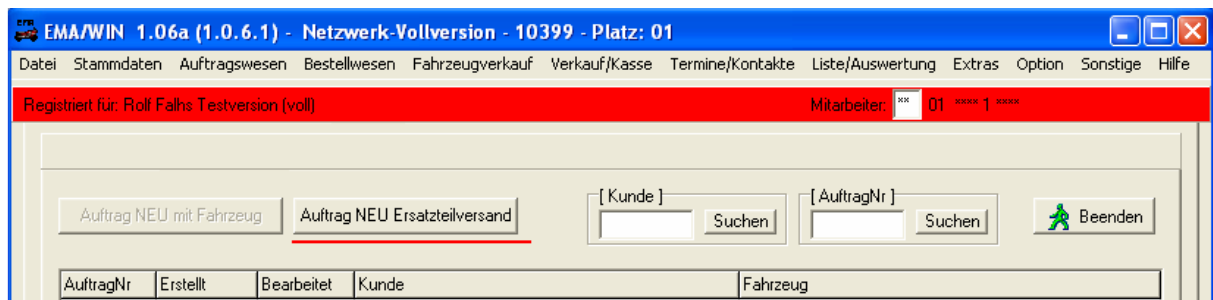 EMA/WIN 1.06a (1.0.6.1) - Netzwerk-Vollversion - 10399 - Platz: 01
Datei Stammdaten Auftragswesen Bestellwesen Fahrzeugverkauf Verkauf/Kasse Termine/Kontakte Liste/Auswertung Extras Option Sonstige Hilfe
Registriert für: Rolf Falhs Testversion (voll) Mitarbeiter: ** 01 **** 1 ****
[ Kunde ] [ AuftragNr ]
Auftrag NEU mit Fahrzeug Auftrag NEU Ersatzteilversand Suchen Suchen Beenden
AuftragNr Erstellt Bearbeitet Kunde Fahrzeug